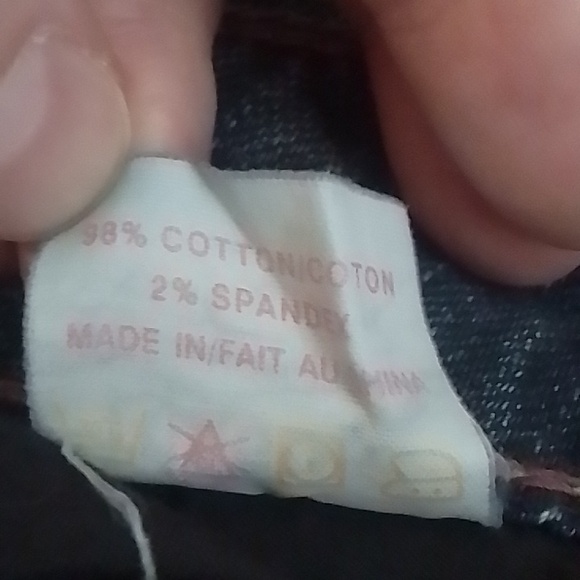 98% COTTON/COTON
2% SPANDEX
MADE IN/FAIT AU CHINA